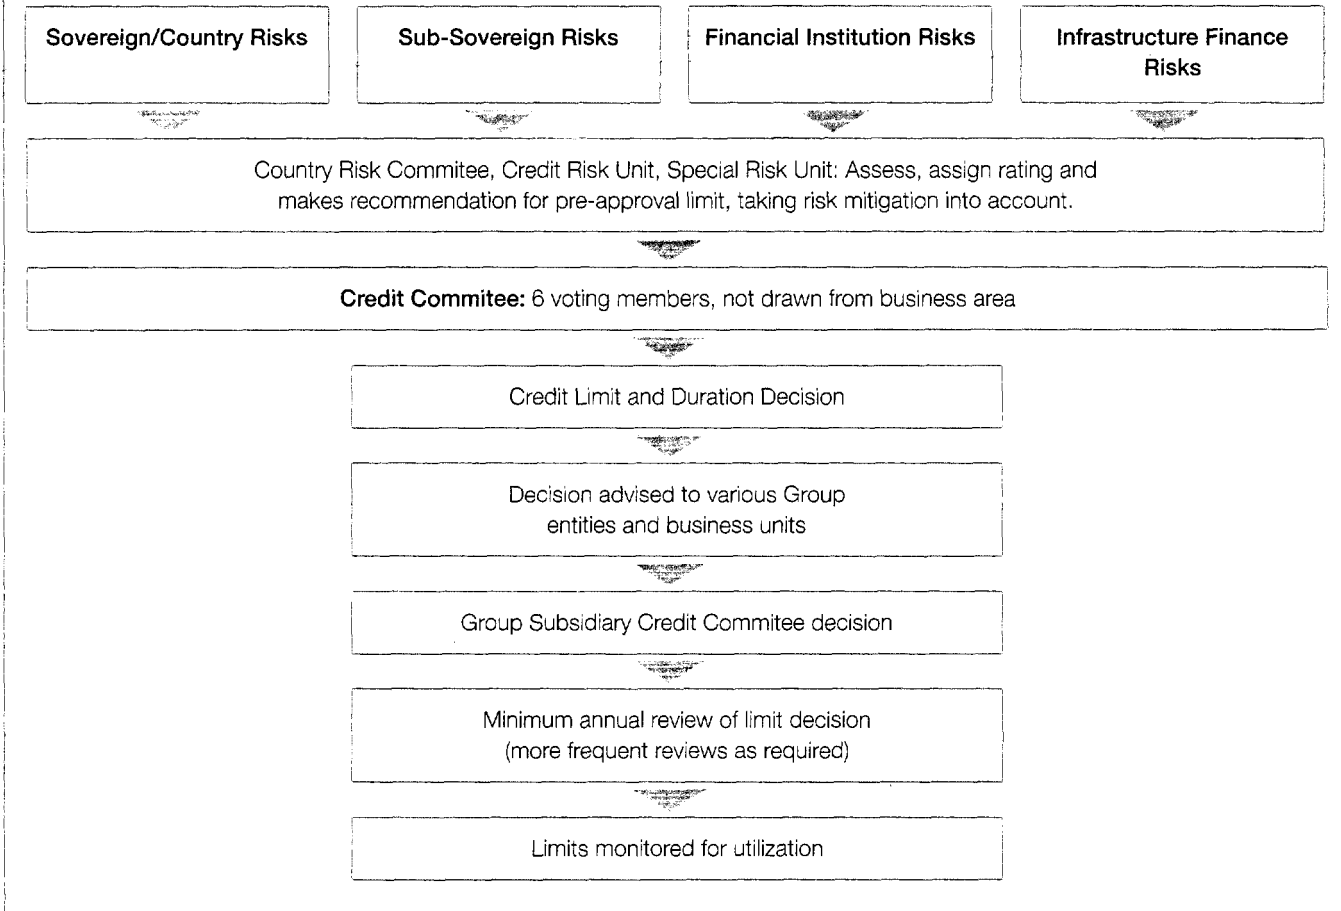 Sovereign/Country Risks
Sub-Sovereign Risks
Financial Institution Risks
Infrastructure Finance
Risks
Country Risk Commitee, Credit Risk Unit, Special Risk Unit: Assess, assign rating and
makes recommendation for pre-approval limit, taking risk mitigation into account.
Credit Commitee: 6 voting members, not drawn from business area
Credit Limit and Duration Decision
Decision advised to various Group
entities and business units
Group Subsidiary Credit Commitee decision
Minimum annual review of limit decision
(more frequent reviews as required)
Limits monitored for utilization